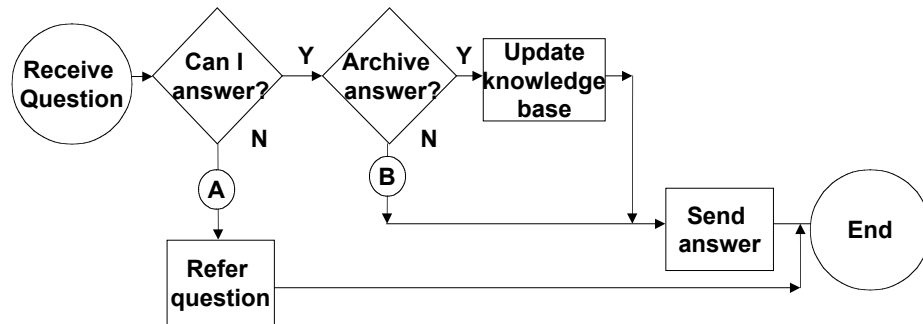 Receive
Question
Can I
answer?
Y
N
Archive
answer?
Y
N
Update
knowledge
base
A
B
Refer
question
Send
answer
End